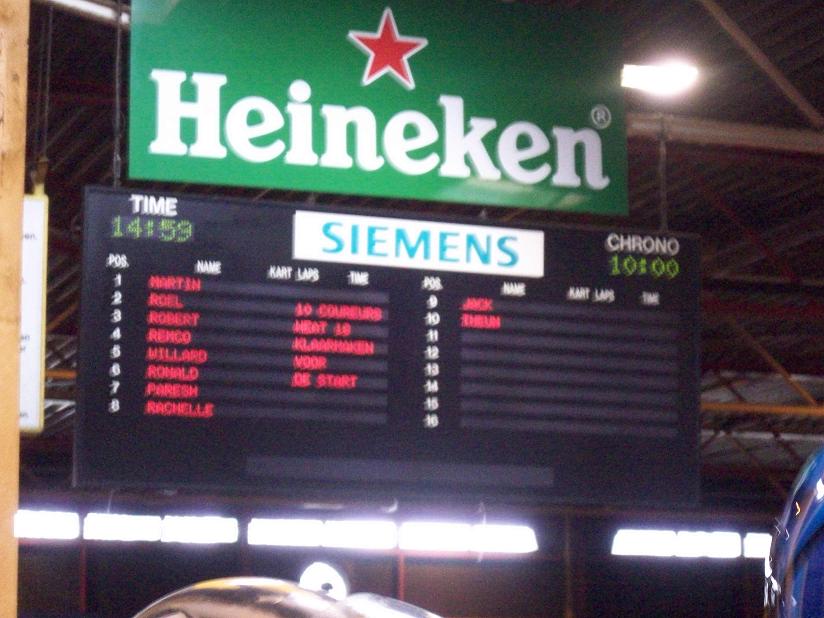 Heineken®
TIME
14:59
SIEMENS
CHRONO
10:00
POS. NAME KART LAPS TIME
1 MARTIN
2 ROEL 10 COUREURS
3 ROBERT HEAT 18
4 REMCO KLAARMAKEN
5 WILLARD VOOR
6 RONALD DE START
7 PARESH
8 RACHELLE
POS. NAME KART LAPS TIME
9 JACK
10 THEUN
11
12
13
14
15
16